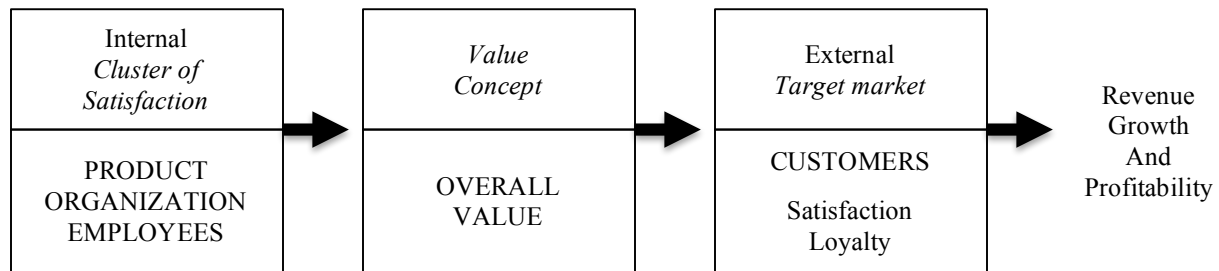 Internal
Cluster of
Satisfaction
PRODUCT
ORGANIZATION
EMPLOYEES
Value
Concept
OVERALL
VALUE
External
Target market
CUSTOMERS
Satisfaction
Loyalty
Revenue
Growth
And
Profitability